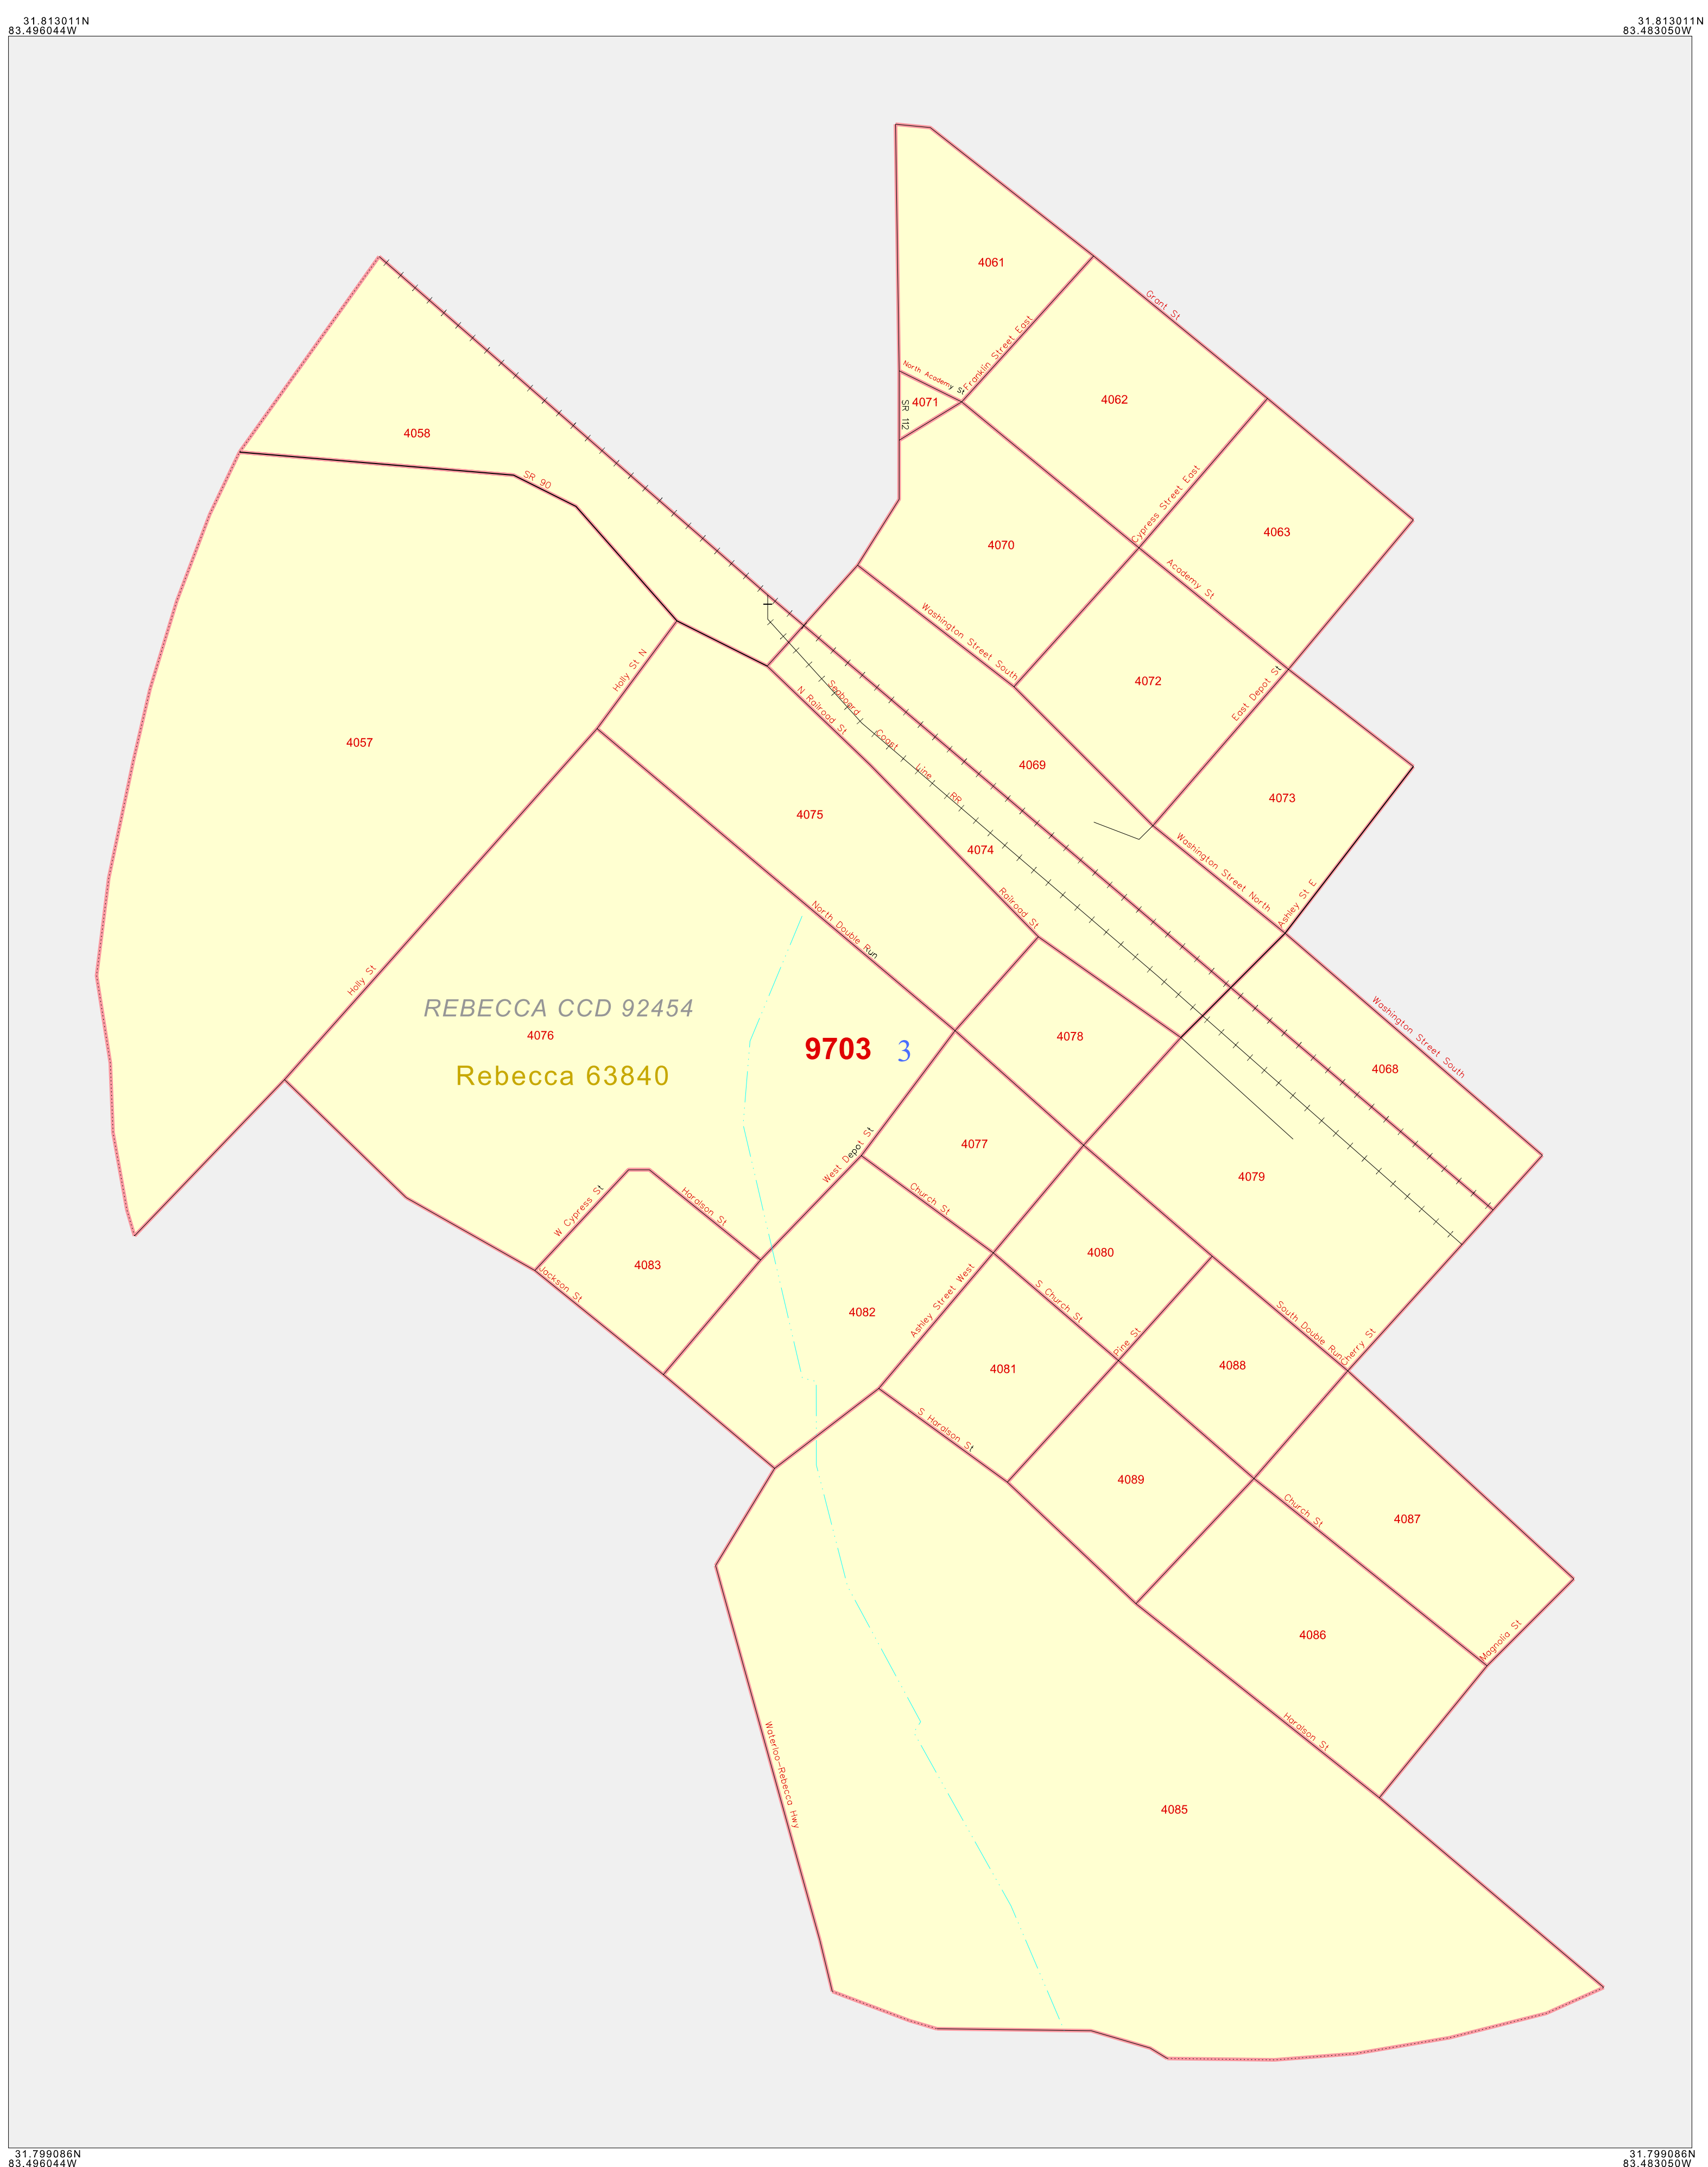 31.813011N
83.496044W
31.813011N
83.483050W
4061
Grant St
Franklin Street East
North Academy St
4071
SR 112
4062
4058
SR 90
Cypress Street East
4063
4070
Academy St
Washington Street South
Holly St N
4072
East Depot St
N Railroad St
Seaboard Coast Line RR
4057
4069
4073
4075
4074
Washington Street North
Ashley St E
Railroad St
North Double Run
Holly St
REBECCA CCD 92454
4076
9703
3
Rebecca 63840
4078
Washington Street South
4068
West Depot St
4077
4079
Church St
W Cypress St
Haralson St
4083
Jackson St
4080
S Church St
Ashley Street West
4082
South Double Run
Cherry St
Pine St
4081
4088
S Haralson St
4089
Church St
4087
4086
Magnolia St
Haralson St
Waterloo-Rebecca Hwy
4085
31.799086N
83.496044W
31.799086N
83.483050W